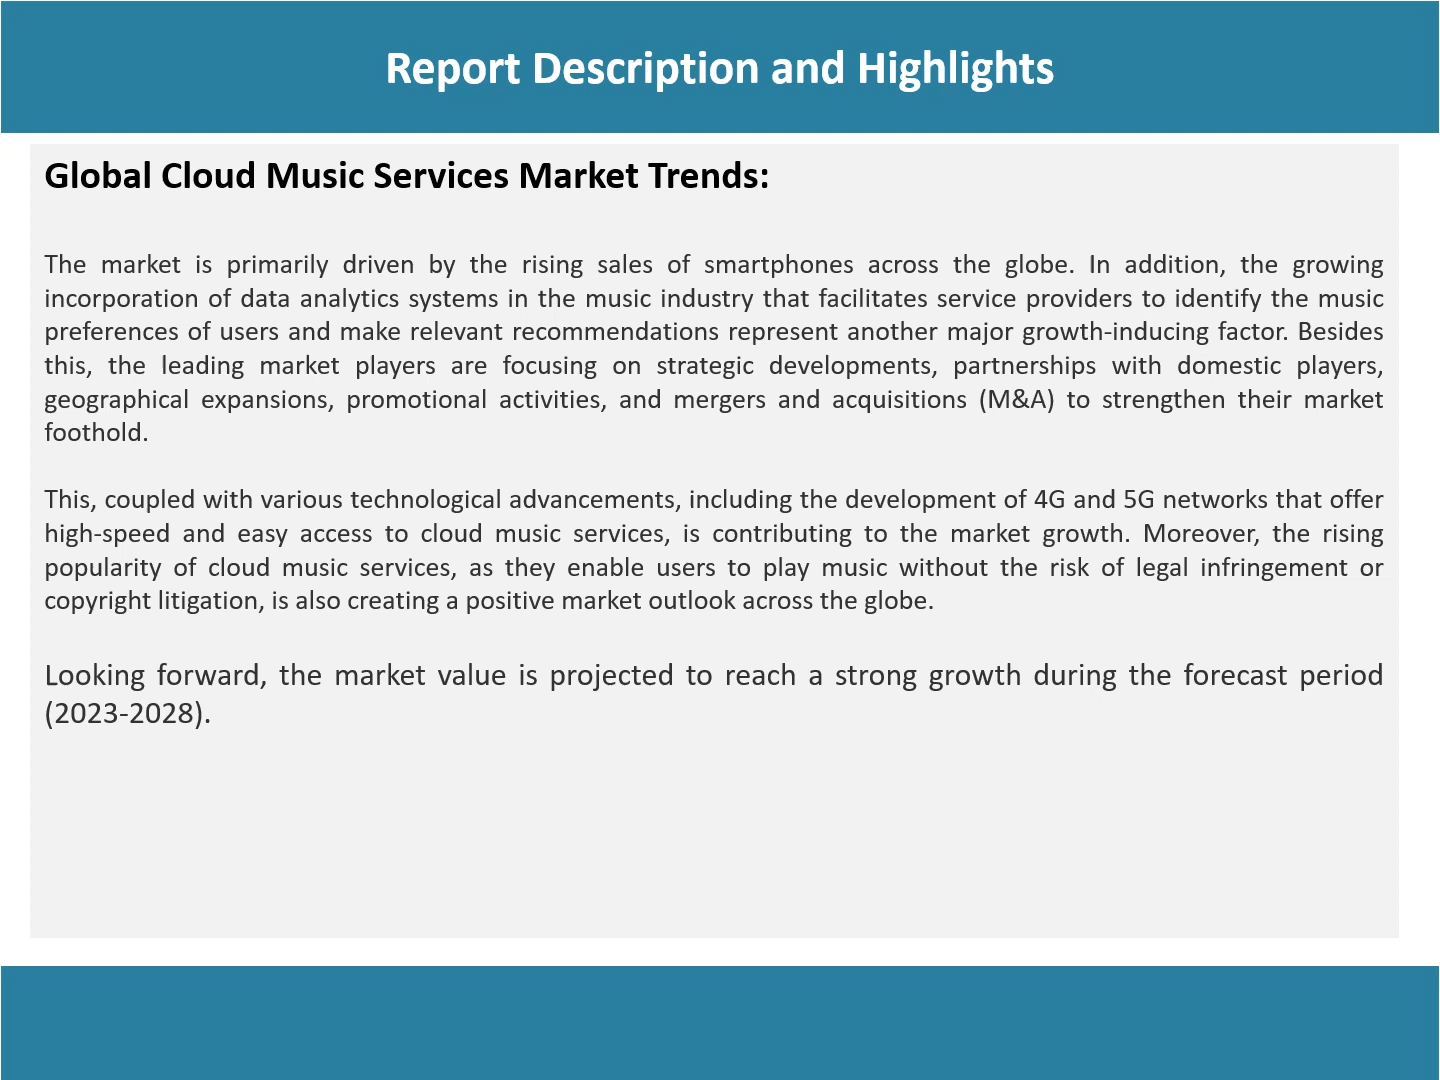 Report Description and Highlights
Global Cloud Music Services Market Trends:
The market is primarily driven by the rising sales of smartphones across the globe. In addition, the growing
incorporation of data analytics systems in the music industry that facilitates service providers to identify the music
preferences of users and make relevant recommendations represent another major growth-inducing factor. Besides
this, the leading market players are focusing on strategic developments, partnerships with domestic players,
geographical expansions, promotional activities, and mergers and acquisitions (M&A) to strengthen their market
foothold.
This, coupled with various technological advancements, including the development of 4G and 5G networks that offer
high-speed and easy access to cloud music services, is contributing to the market growth. Moreover, the rising
popularity of cloud music services, as they enable users to play music without the risk of legal infringement or
copyright litigation, is also creating a positive market outlook across the globe.
Looking forward, the market value is projected to reach a strong growth during the forecast period
(2023-2028).